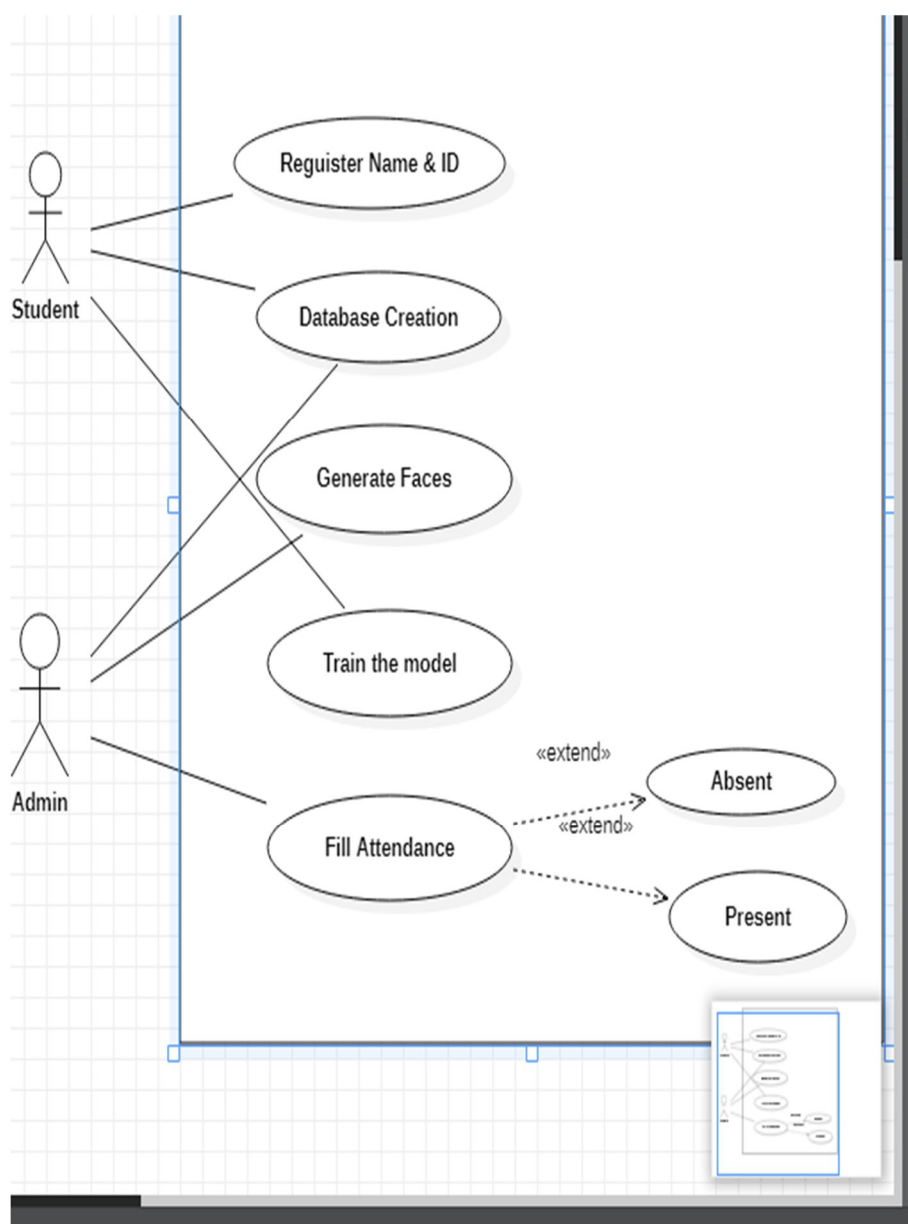 Reguister Name & ID
Student
Database Creation
Generate Faces
Train the model
Admin
«extend»
Absent
«extend»
Fill Attendance
Present